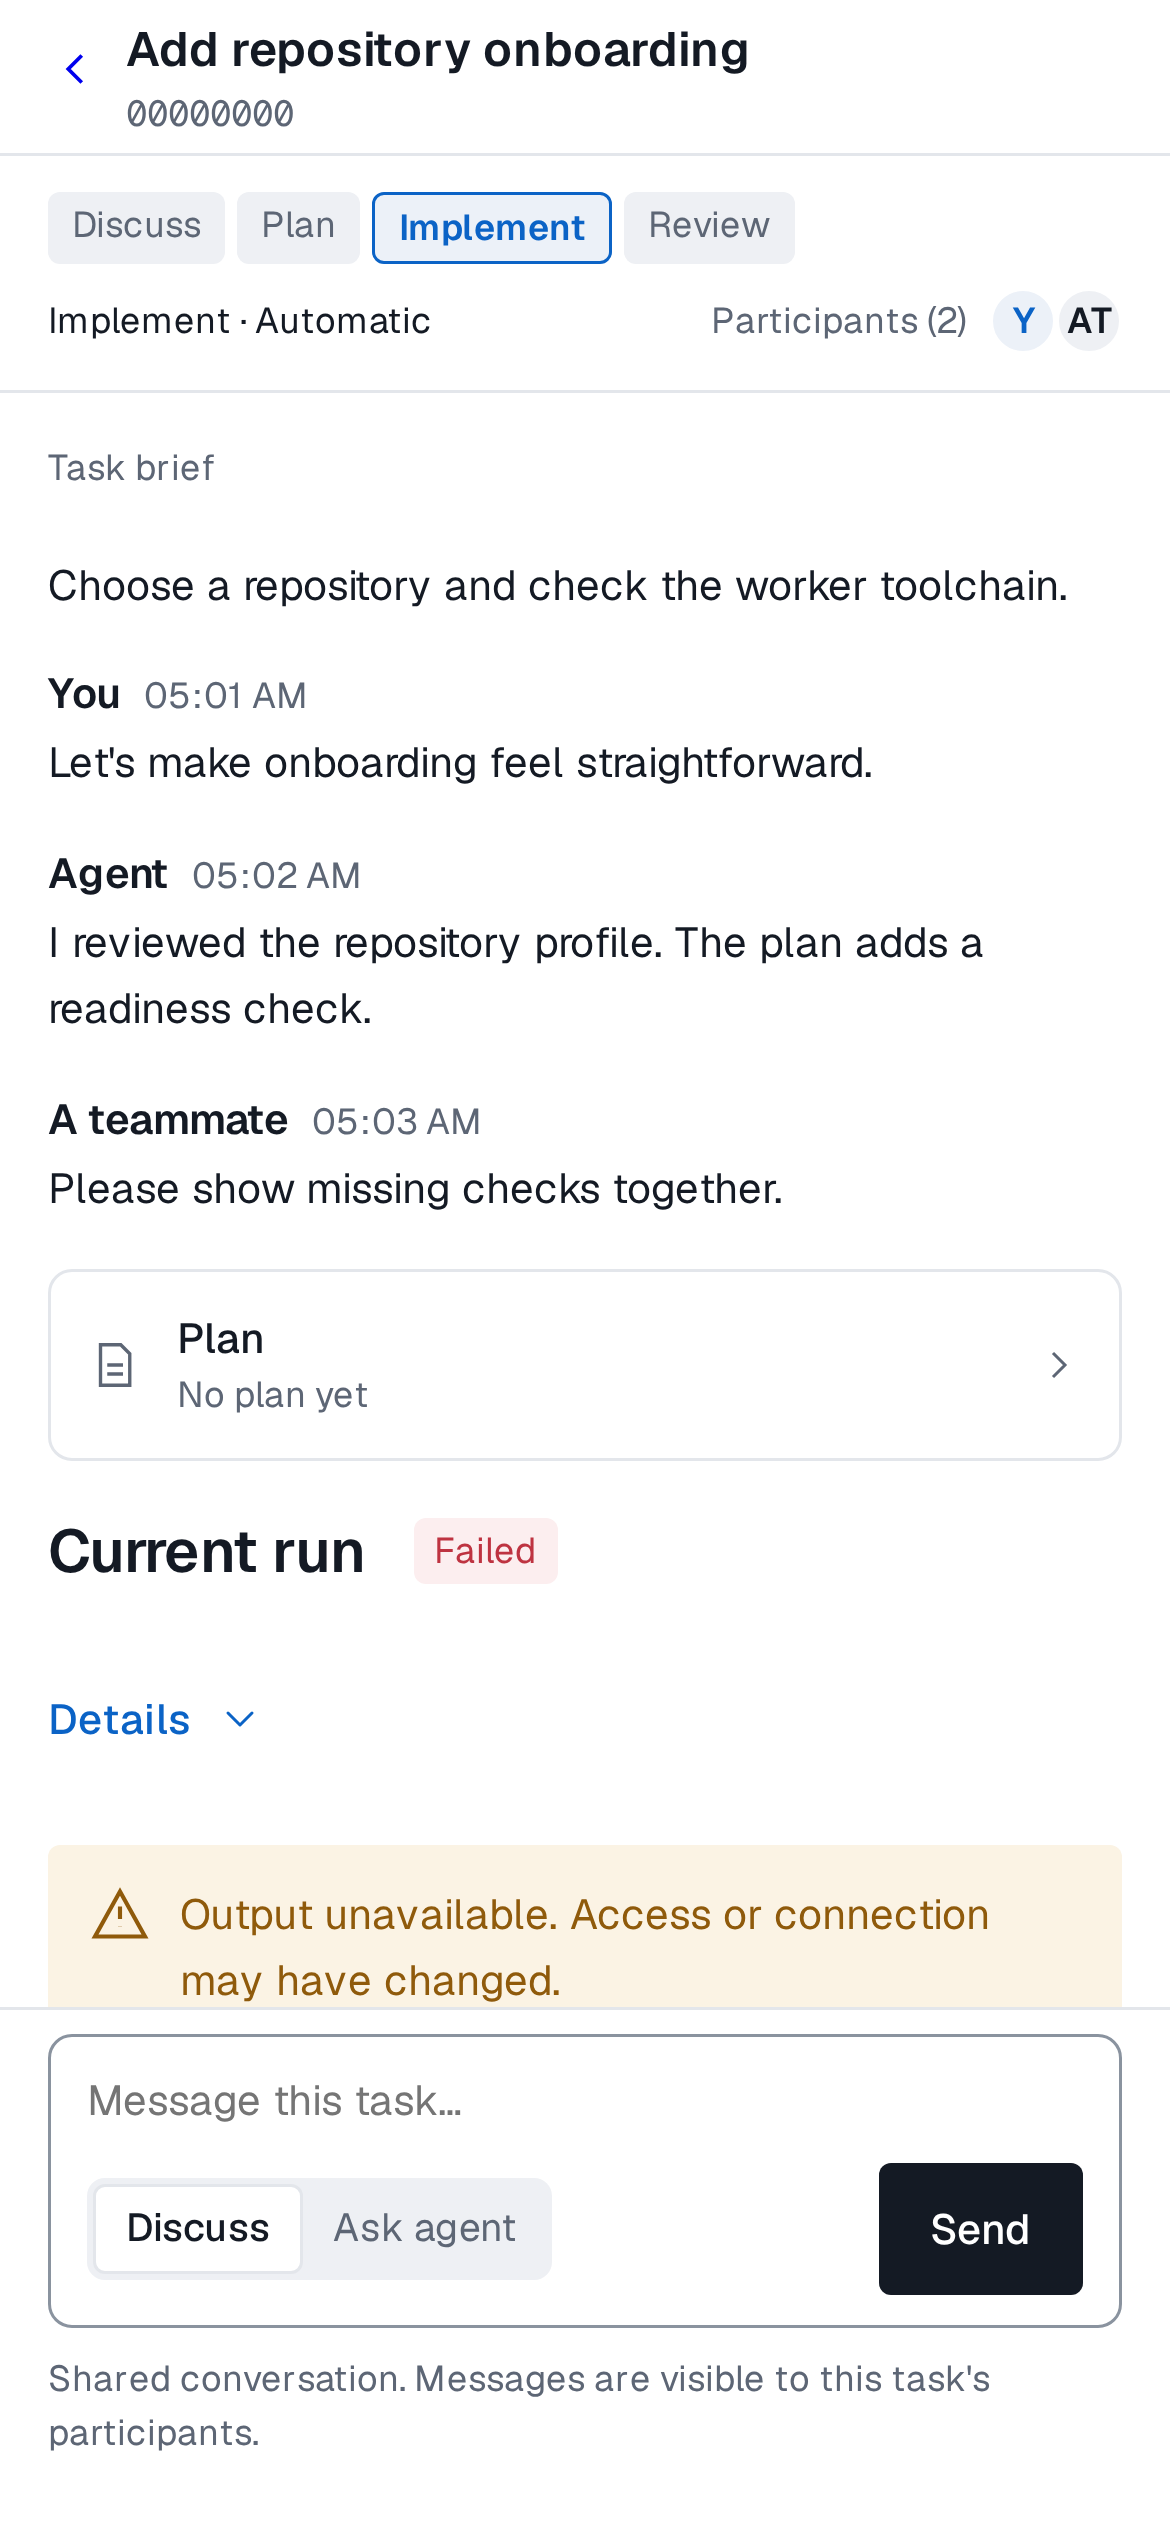 Add repository onboarding
00000000
Discuss
Plan
Implement
Review
Implement · Automatic
Participants (2)
Y
AT
Task brief
Choose a repository and check the worker toolchain.
You 05:01 AM
Let's make onboarding feel straightforward.
Agent 05:02 AM
I reviewed the repository profile. The plan adds a
readiness check.
A teammate 05:03 AM
Please show missing checks together.
Plan
No plan yet
Current run
Failed
Details
Output unavailable. Access or connection
may have changed.
Message this task...
Discuss
Ask agent
Send
Shared conversation. Messages are visible to this task's
participants.